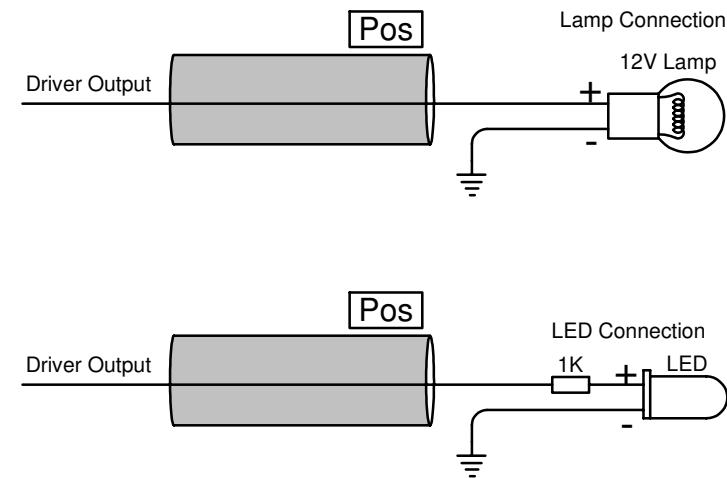 Pos
Lamp Connection
12V Lamp
Driver Output
+
-
Pos
LED Connection
Driver Output
1K
+
LED
-